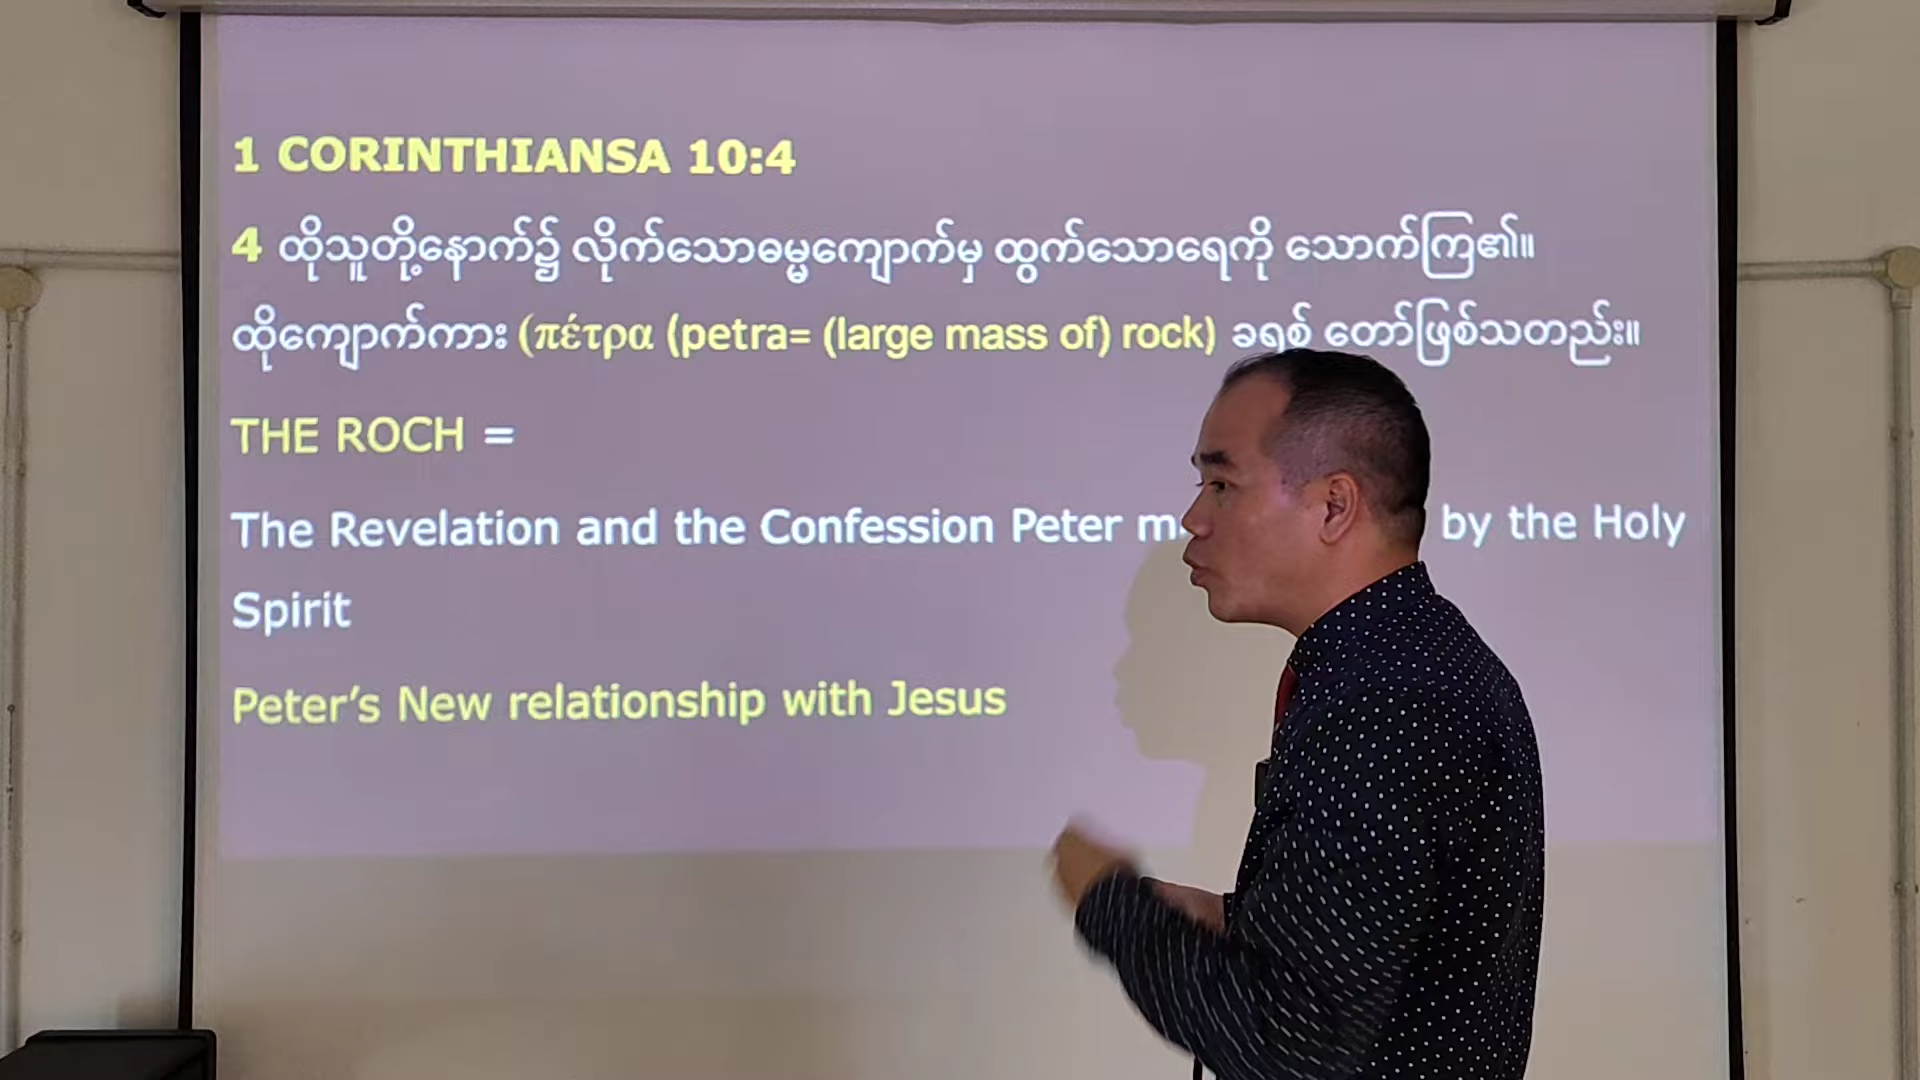 1 CORINTHIANSA 10:4
4 ထိုသူတို့နောက်၌ လိုက်သောဓမ္မကျောက်မှ ထွက်သောရေကို သောက်ကြ၏။
ထိုကျောက်ကား (πέτρα (petra= (large mass of) rock) ခရစ် တော်ဖြစ်သတည်း။
THE ROCH =
The Revelation and the Confession Peter by the Holy
Spirit
Peter’s New relationship with Jesus